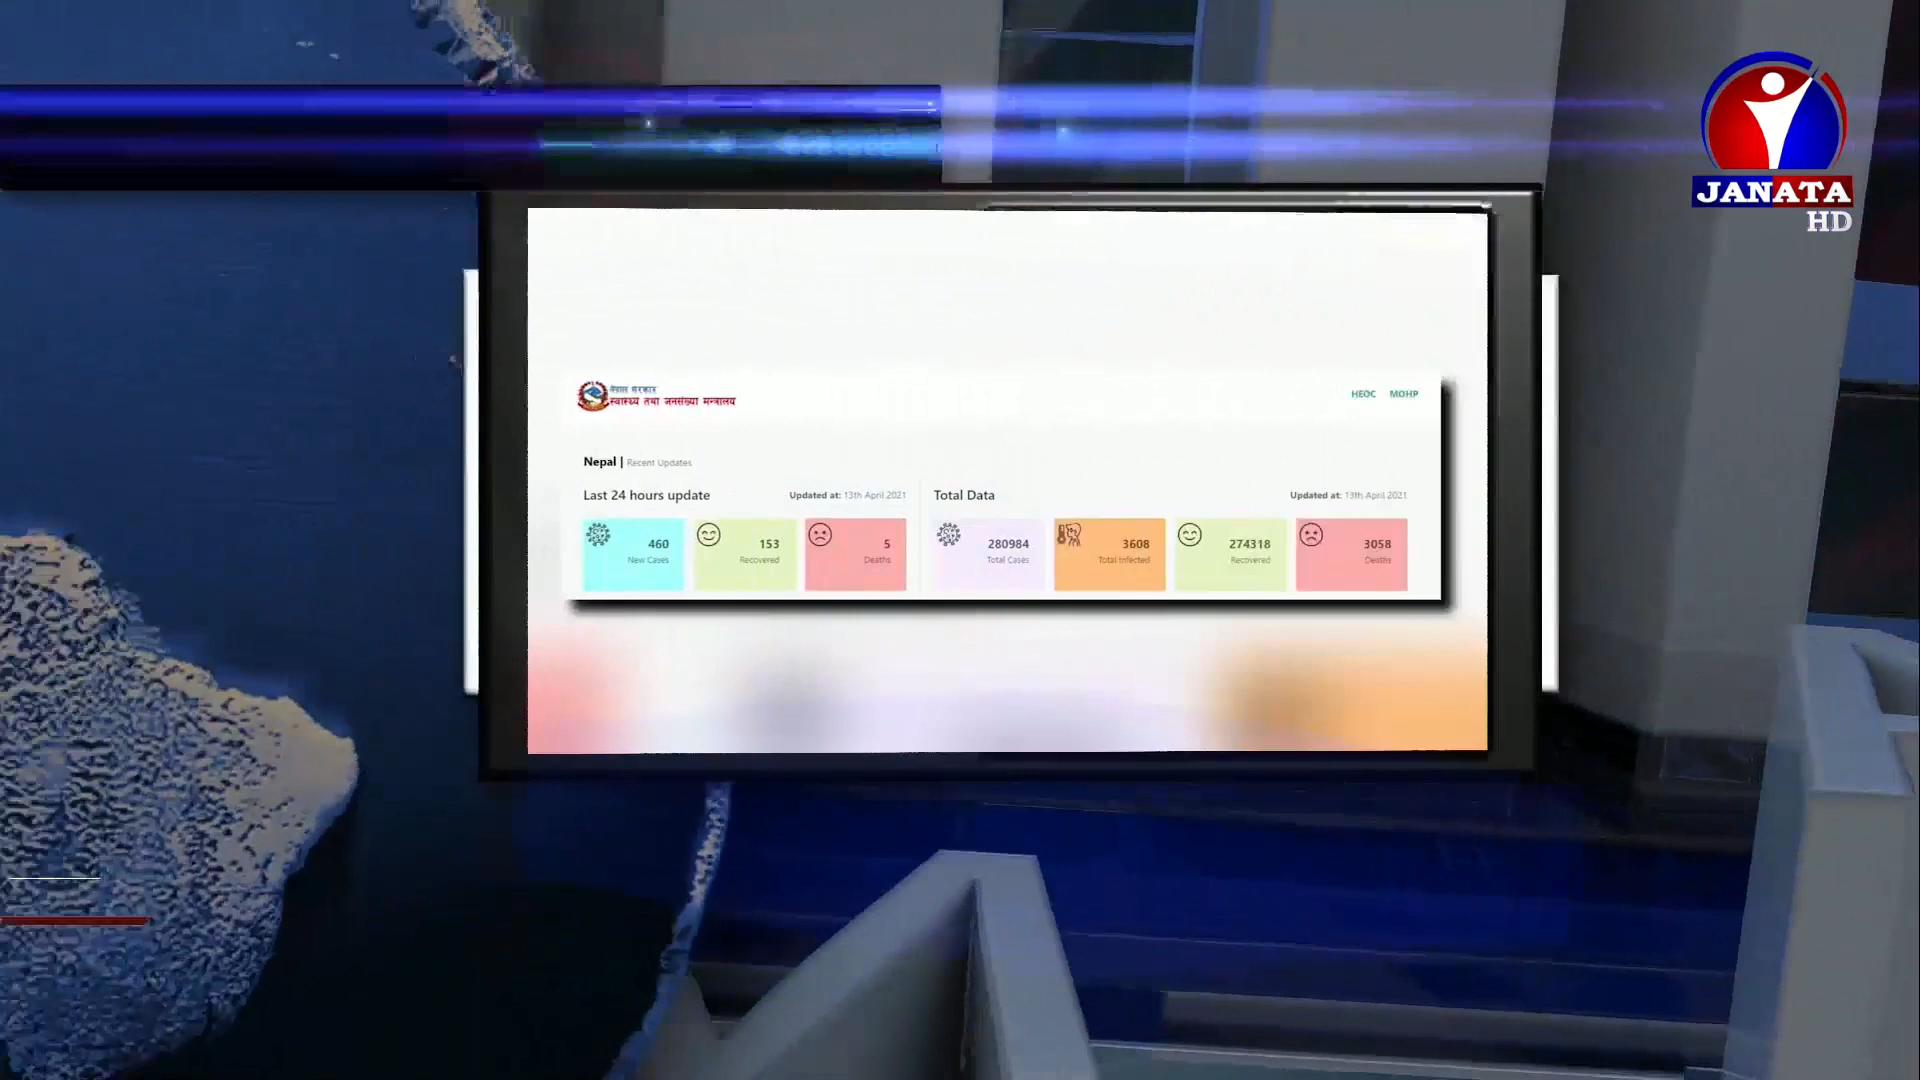 JANATA
HD
नेपाल सरकार
स्वास्थ्य तथा जनसंख्या मन्त्रालय
HEOC MOHP
Nepal | Recent Updates
Last 24 hours update Updated at: 13th April 2021
Total Data Updated at: 13th April 2021
460
New Cases
153
Recovered
5
Deaths
280984
Total Cases
3608
Total Infected
274318
Recovered
3058
Deaths